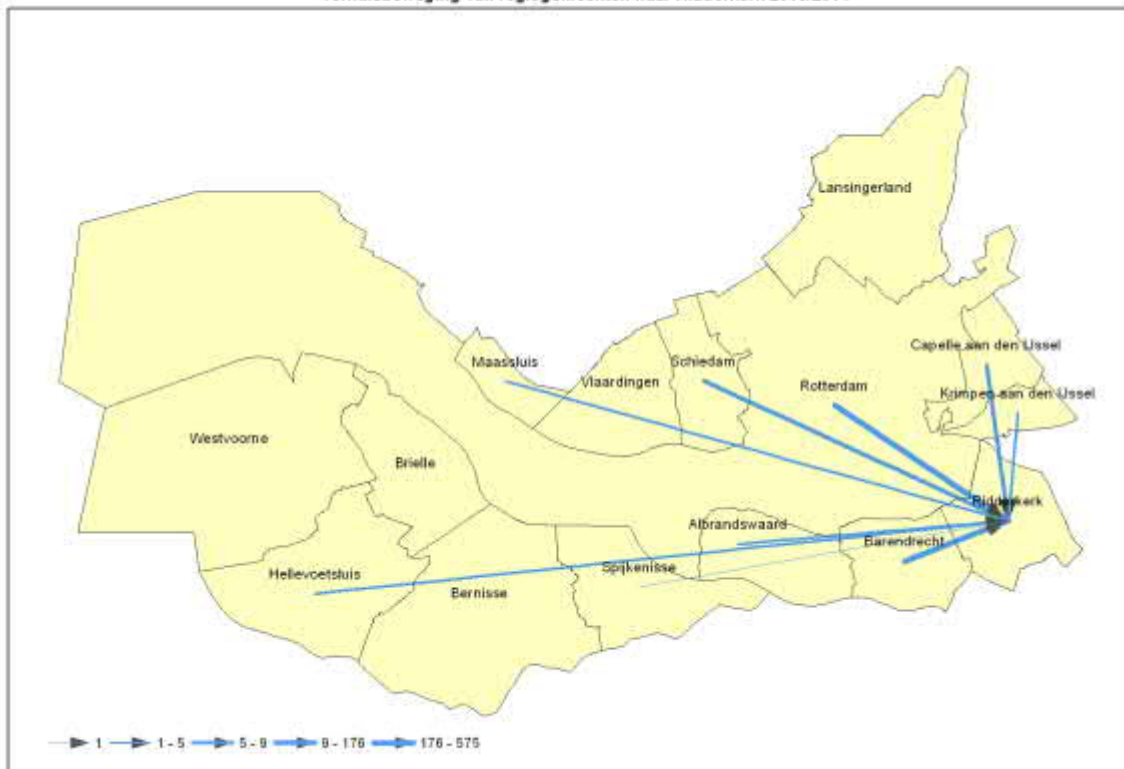 Lansingerland
Capelle aan den IJssel
Maassluis
Schiedam
Vlaardingen
Rotterdam
Krimpen aan den IJssel
Westvoorne
Brielle
Ridderkerk
Albrandswaard
Barendrecht
Hellevoetsluis
Spijkenisse
Bernisse
1 1 - 5 5 - 9 9 - 176 176 - 575